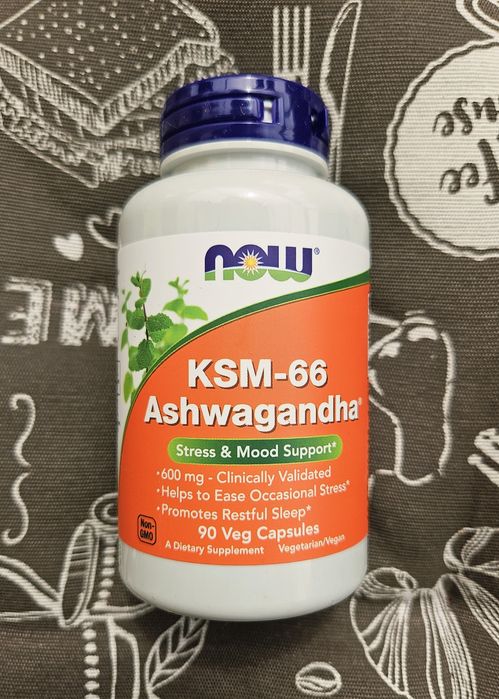 NOW®
KSM-66
Ashwagandha®
Stress & Mood Support*
• 600 mg - Clinically Validated
• Helps to Ease Occasional Stress*
• Promotes Restful Sleep*
Non-
GMO
90 Veg Capsules
A Dietary Supplement Vegetarian/Vegan